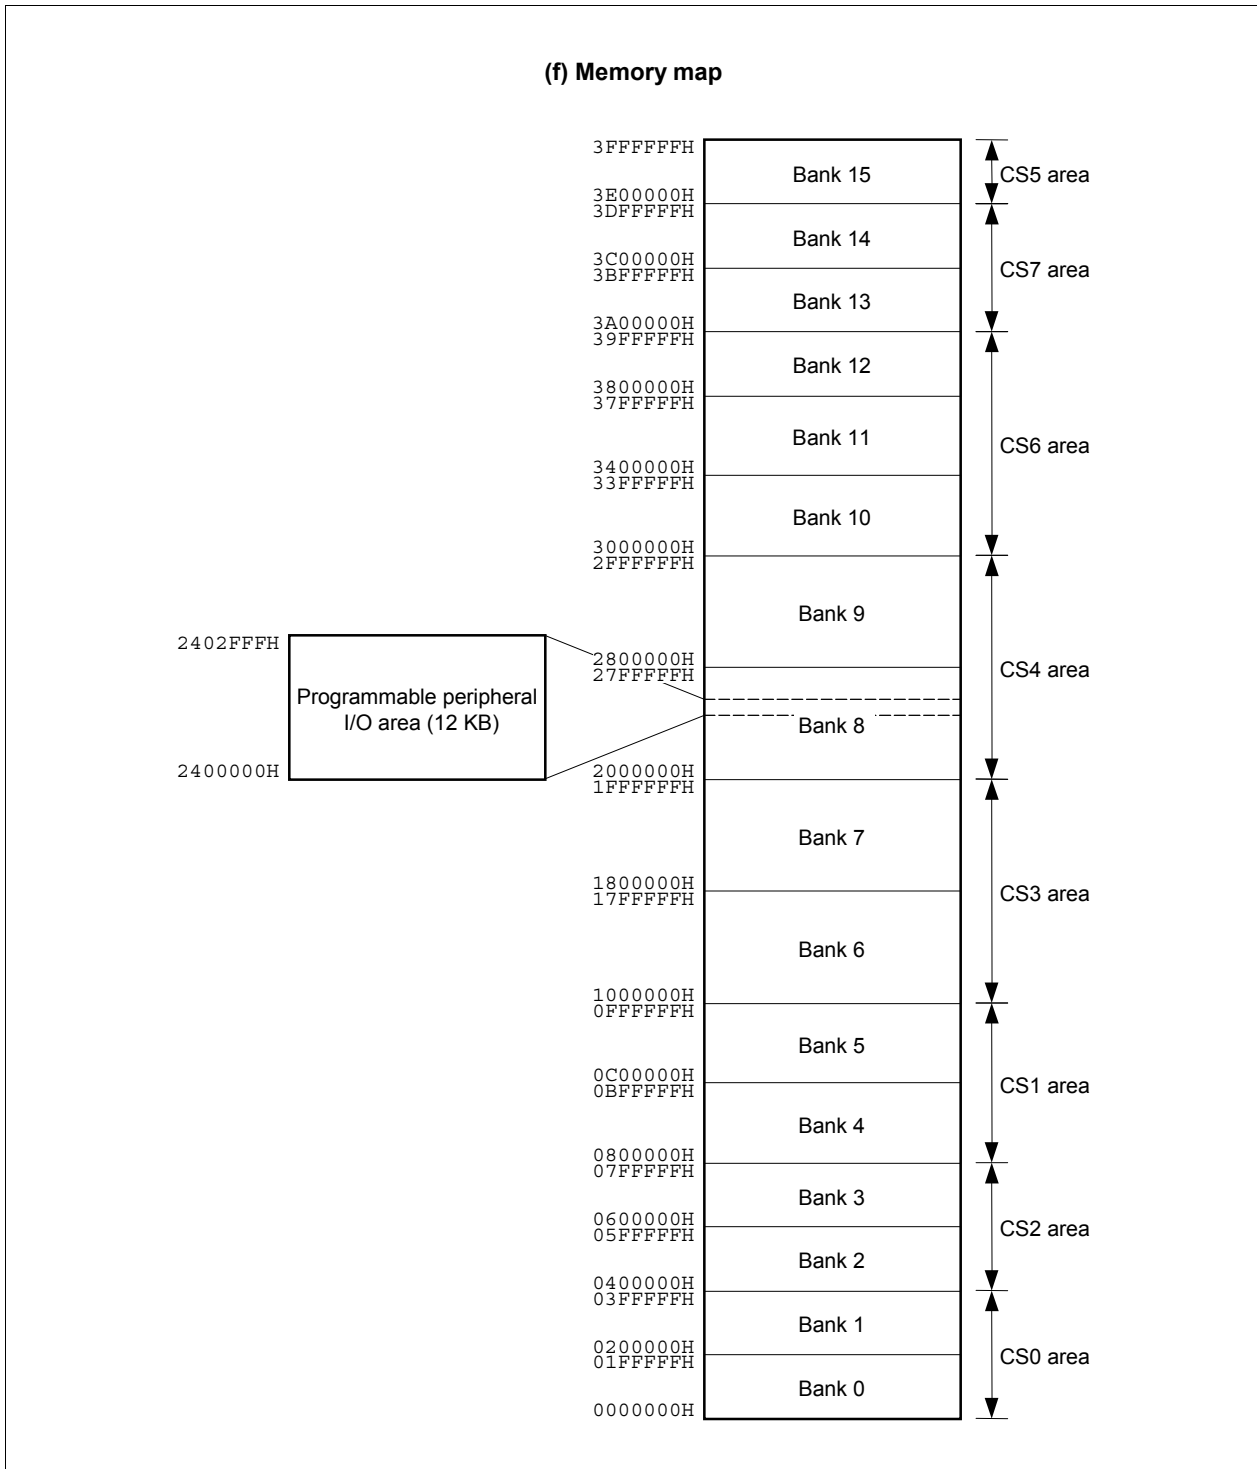 (f) Memory map
3FFFFFFH
Bank 15
CS5 area
3E00000H
3DFFFFFH
Bank 14
3C00000H
3BFFFFFH
CS7 area
Bank 13
3A00000H
39FFFFFH
Bank 12
3800000H
37FFFFFH
Bank 11
CS6 area
3400000H
33FFFFFH
Bank 10
3000000H
2FFFFFFH
Bank 9
2402FFFH
2800000H
27FFFFFH
CS4 area
Programmable peripheral
I/O area (12 KB)
Bank 8
2400000H
2000000H
1FFFFFFH
Bank 7
1800000H
17FFFFFH
CS3 area
Bank 6
1000000H
0FFFFFFH
Bank 5
0C00000H
0BFFFFFH
CS1 area
Bank 4
0800000H
07FFFFFH
Bank 3
0600000H
05FFFFFH
CS2 area
Bank 2
0400000H
03FFFFFH
Bank 1
0200000H
01FFFFFH
CS0 area
Bank 0
0000000H